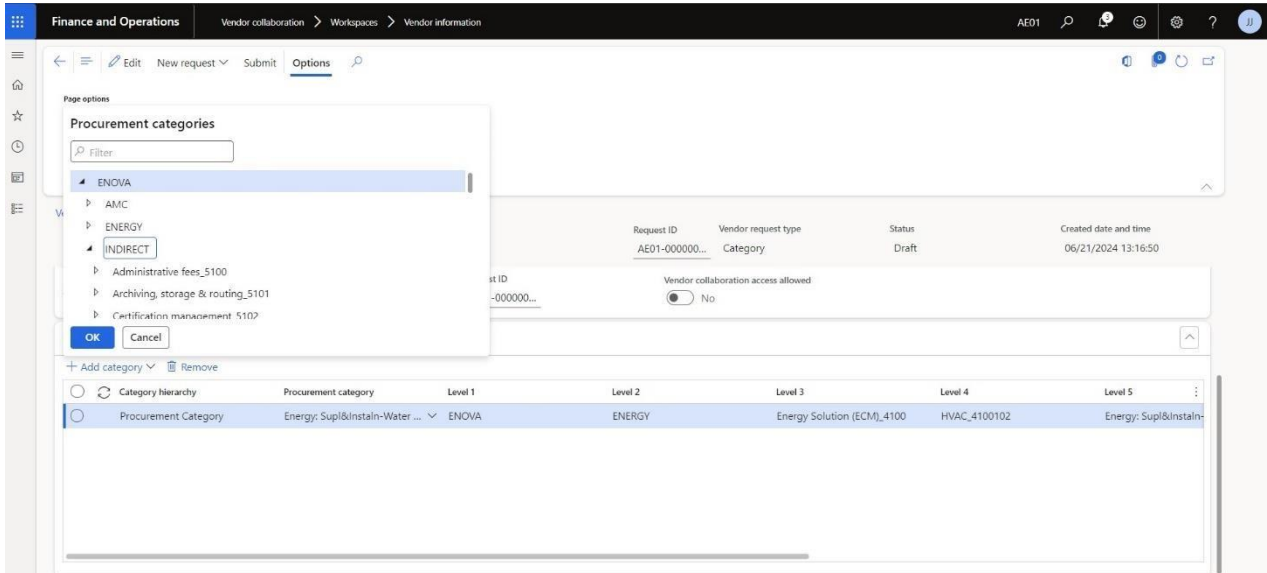 Finance and Operations Vendor collaboration > Workspaces > Vendor information AE01 3 ? JJ
Edit New request Submit Options 0
Page options
Procurement categories
Filter
ENOVA
AMC
ENERGY
INDIRECT
Administrative fees_5100
Archiving, storage & routing_5101
Certification management_5102
OK Cancel
Request ID Vendor request type Status Created date and time
AE01-000000... Category Draft 06/21/2024 13:16:50
st ID Vendor collaboration access allowed
-000000... No
+ Add category Remove
Category hierarchy Procurement category Level 1 Level 2 Level 3 Level 4 Level 5
Procurement Category Energy: Supl&Instaln-Water ... ENOVA ENERGY Energy Solution (ECM)_4100 HVAC_4100102 Energy: Supl&Instaln-